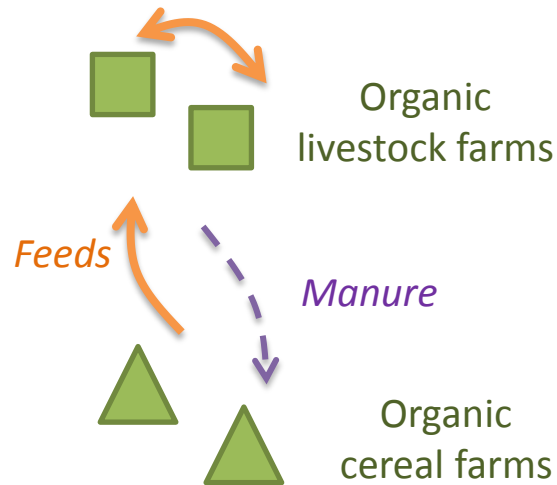 Organic
livestock farms
Feeds
Manure
Organic
cereal farms